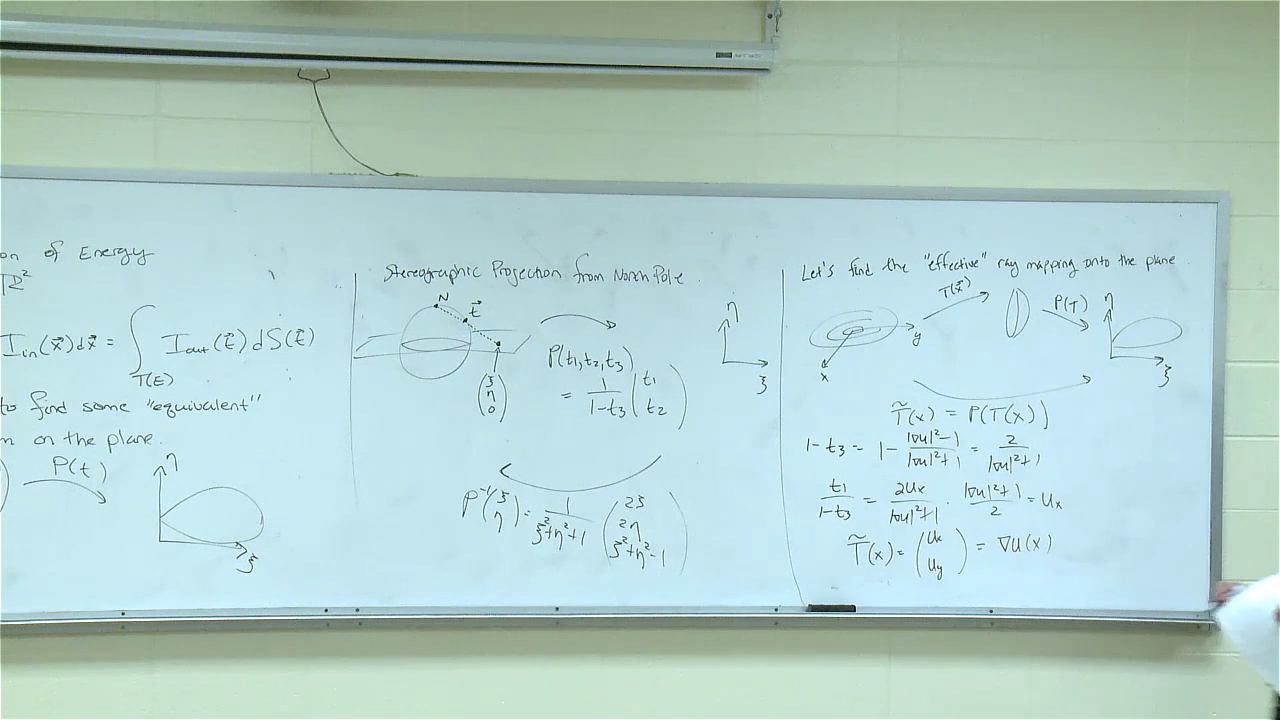 on of Energy
ℝ²
I_in(x⃗)dx⃗ = ∫_{T(E)} I_out(t⃗)dS(t⃗)
to find some "equivalent"
m on the plane.
P(t)
η
ξ
Stereographic Projection from North Pole.
N
t⃗
(ξ η 0)
P(t₁,t₂,t₃)
= 1/(1-t₃) (t₁ t₂)
η
ξ
P⁻¹(ξ η) = 1/(ξ²+η²+1) (2ξ 2η ξ²+η²-1)
Let's find the "effective" ray mapping onto the plane.
T(x⃗)
P(T)
η
y
x
ξ
T̃(x) = P(T(x))
1-t₃ = 1 - (|∇u|²-1)/(|∇u|²+1) = 2/(|∇u|²+1)
t₁/(1-t₃) = 2uₓ/(|∇u|²+1) · (|∇u|²+1)/2 = uₓ
T̃(x) = (uₓ u_y) = ∇u(x)